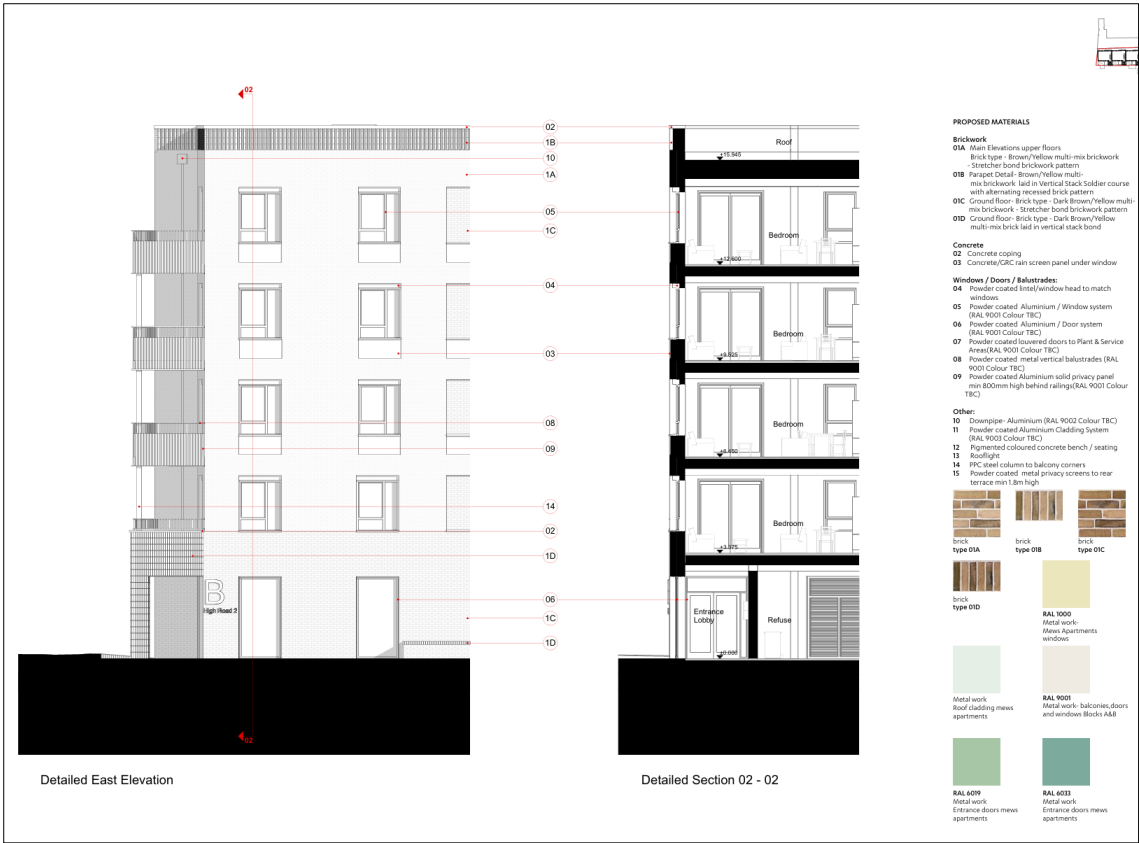 02
02
1B
10
1A
05
1C
04
03
08
09
14
02
1D
06
1C
1D
B
High Road 2
02
Detailed East Elevation
Roof
+15.945
Bedroom
+12.600
Bedroom
+9.625
Bedroom
+6.650
Bedroom
+3.675
Entrance
Lobby
Refuse
+0.000
Detailed Section 02 - 02
PROPOSED MATERIALS
Brickwork
01A Main Elevations upper floors
Brick type - Brown/Yellow multi-mix brickwork
- Stretcher bond brickwork pattern
01B Parapet Detail- Brown/Yellow multi-
mix brickwork laid in Vertical Stack Soldier course
with alternating recessed brick pattern
01C Ground floor- Brick type - Dark Brown/Yellow multi-
mix brickwork - Stretcher bond brickwork pattern
01D Ground floor- Brick type - Dark Brown/Yellow
multi-mix brick laid in vertical stack bond
Concrete
02 Concrete coping
03 Concrete/GRC rain screen panel under window
Windows / Doors / Balustrades:
04 Powder coated lintel/window head to match
windows
05 Powder coated Aluminium / Window system
(RAL 9001 Colour TBC)
06 Powder coated Aluminium / Door system
(RAL 9001 Colour TBC)
07 Powder coated louvered doors to Plant & Service
Areas(RAL 9001 Colour TBC)
08 Powder coated metal vertical balustrades (RAL
9001 Colour TBC)
09 Powder coated Aluminium solid privacy panel
min 800mm high behind railings(RAL 9001 Colour
TBC)
Other:
10 Downpipe- Aluminium (RAL 9002 Colour TBC)
11 Powder coated Aluminium Cladding System
(RAL 9003 Colour TBC)
12 Pigmented coloured concrete bench / seating
13 Rooflight
14 PPC steel column to balcony corners
15 Powder coated metal privacy screens to rear
terrace min 1.8m high
brick
type 01A
brick
type 01B
brick
type 01C
brick
type 01D
RAL 1000
Metal work-
Mews Apartments
windows
Metal work
Roof cladding mews
apartments
RAL 9001
Metal work- balconies,doors
and windows Blocks A&B
RAL 6019
Metal work
Entrance doors mews
apartments
RAL 6033
Metal work
Entrance doors mews
apartments